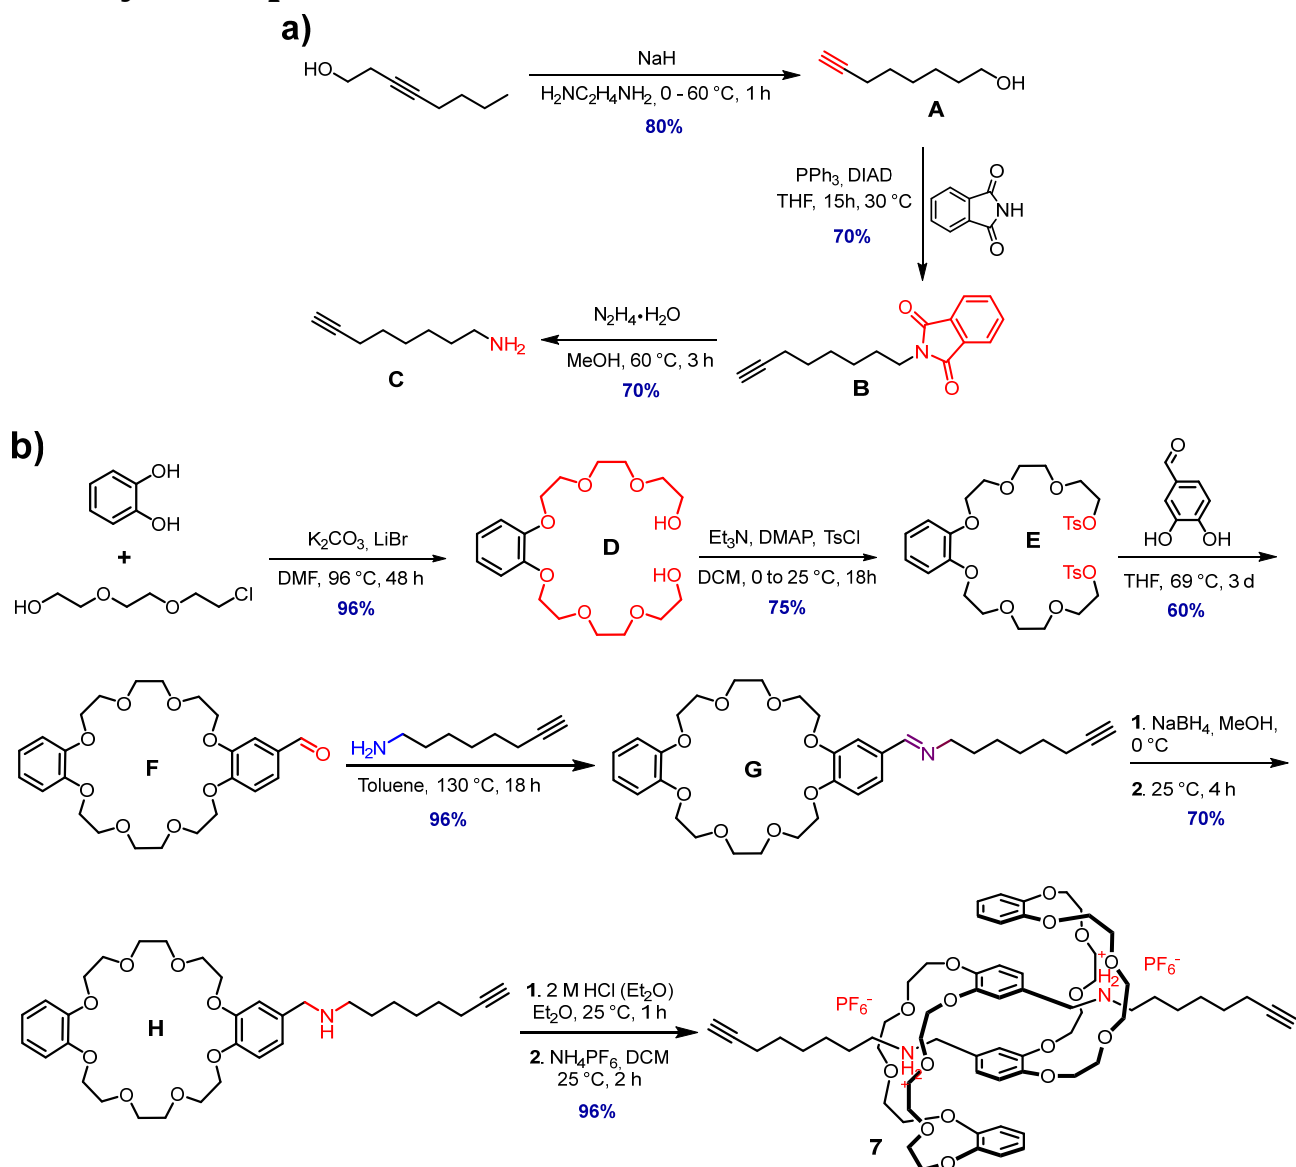 a)
HO
NaH
H2NC2H4NH2, 0 - 60 °C, 1 h
80%
OH
A
PPh3, DIAD
THF, 15h, 30 °C
70%
O
NH
O
N2H4•H2O
MeOH, 60 °C, 3 h
70%
NH2
C
O
N
O
B
b)
OH
OH
+
HO
O
O
Cl
K2CO3, LiBr
DMF, 96 °C, 48 h
96%
O
O
O
HO
D
HO
O
O
O
Et3N, DMAP, TsCl
DCM, 0 to 25 °C, 18h
75%
O
O
O
TsO
E
TsO
O
O
O
O
HO
OH
THF, 69 °C, 3 d
60%
O
O
O
O
F
O
O
O
O
O
H2N
Toluene, 130 °C, 18 h
96%
O
O
O
O
G
N
O
O
O
O
1. NaBH4, MeOH,
0 °C
2. 25 °C, 4 h
70%
O
O
O
O
H
N
H
O
O
O
O
1. 2 M HCl (Et2O)
Et2O, 25 °C, 1 h
2. NH4PF6, DCM
25 °C, 2 h
96%
O
O
O
O
+
H2
N
PF6-
O
O
O
O
PF6-
O
O
N
H2
+
O
O
O
O
O
O
O
7